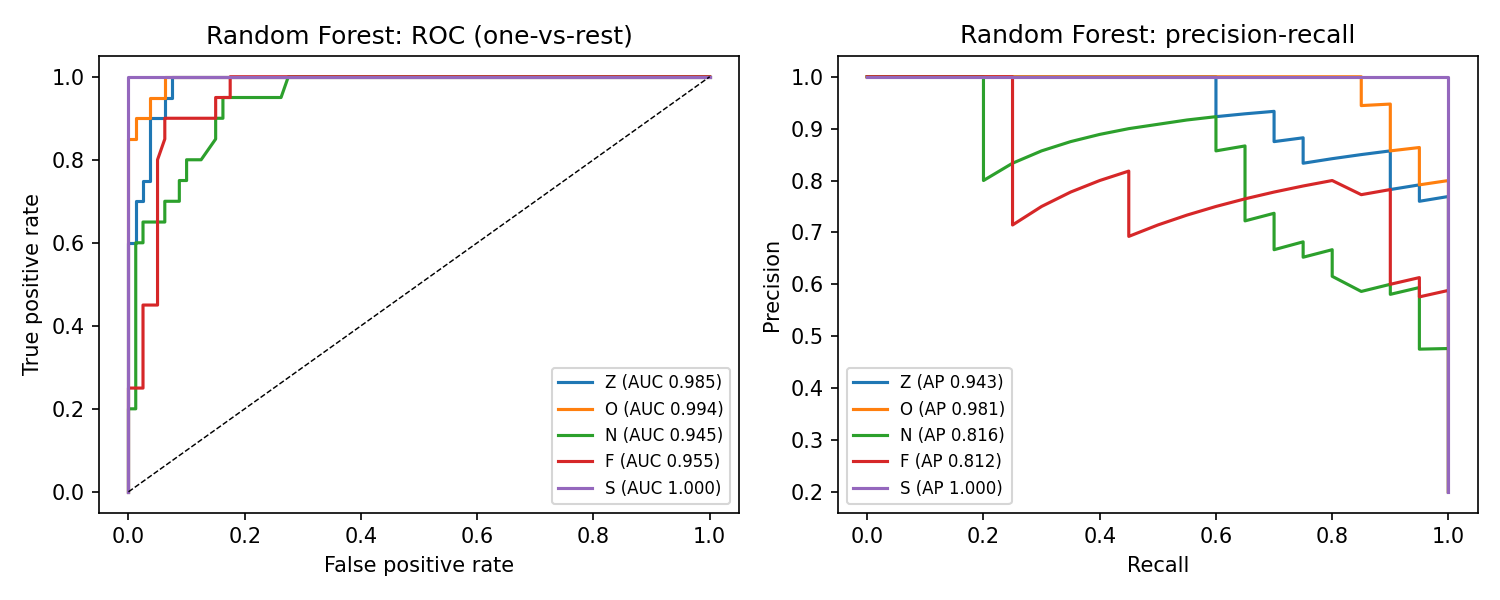 Random Forest: ROC (one-vs-rest)
True positive rate
1.0
0.8
0.6
0.4
0.2
0.0
0.0 0.2 0.4 0.6 0.8 1.0
False positive rate
Z (AUC 0.985)
O (AUC 0.994)
N (AUC 0.945)
F (AUC 0.955)
S (AUC 1.000)
Random Forest: precision-recall
Precision
1.0
0.9
0.8
0.7
0.6
0.5
0.4
0.3
0.2
0.0 0.2 0.4 0.6 0.8 1.0
Recall
Z (AP 0.943)
O (AP 0.981)
N (AP 0.816)
F (AP 0.812)
S (AP 1.000)